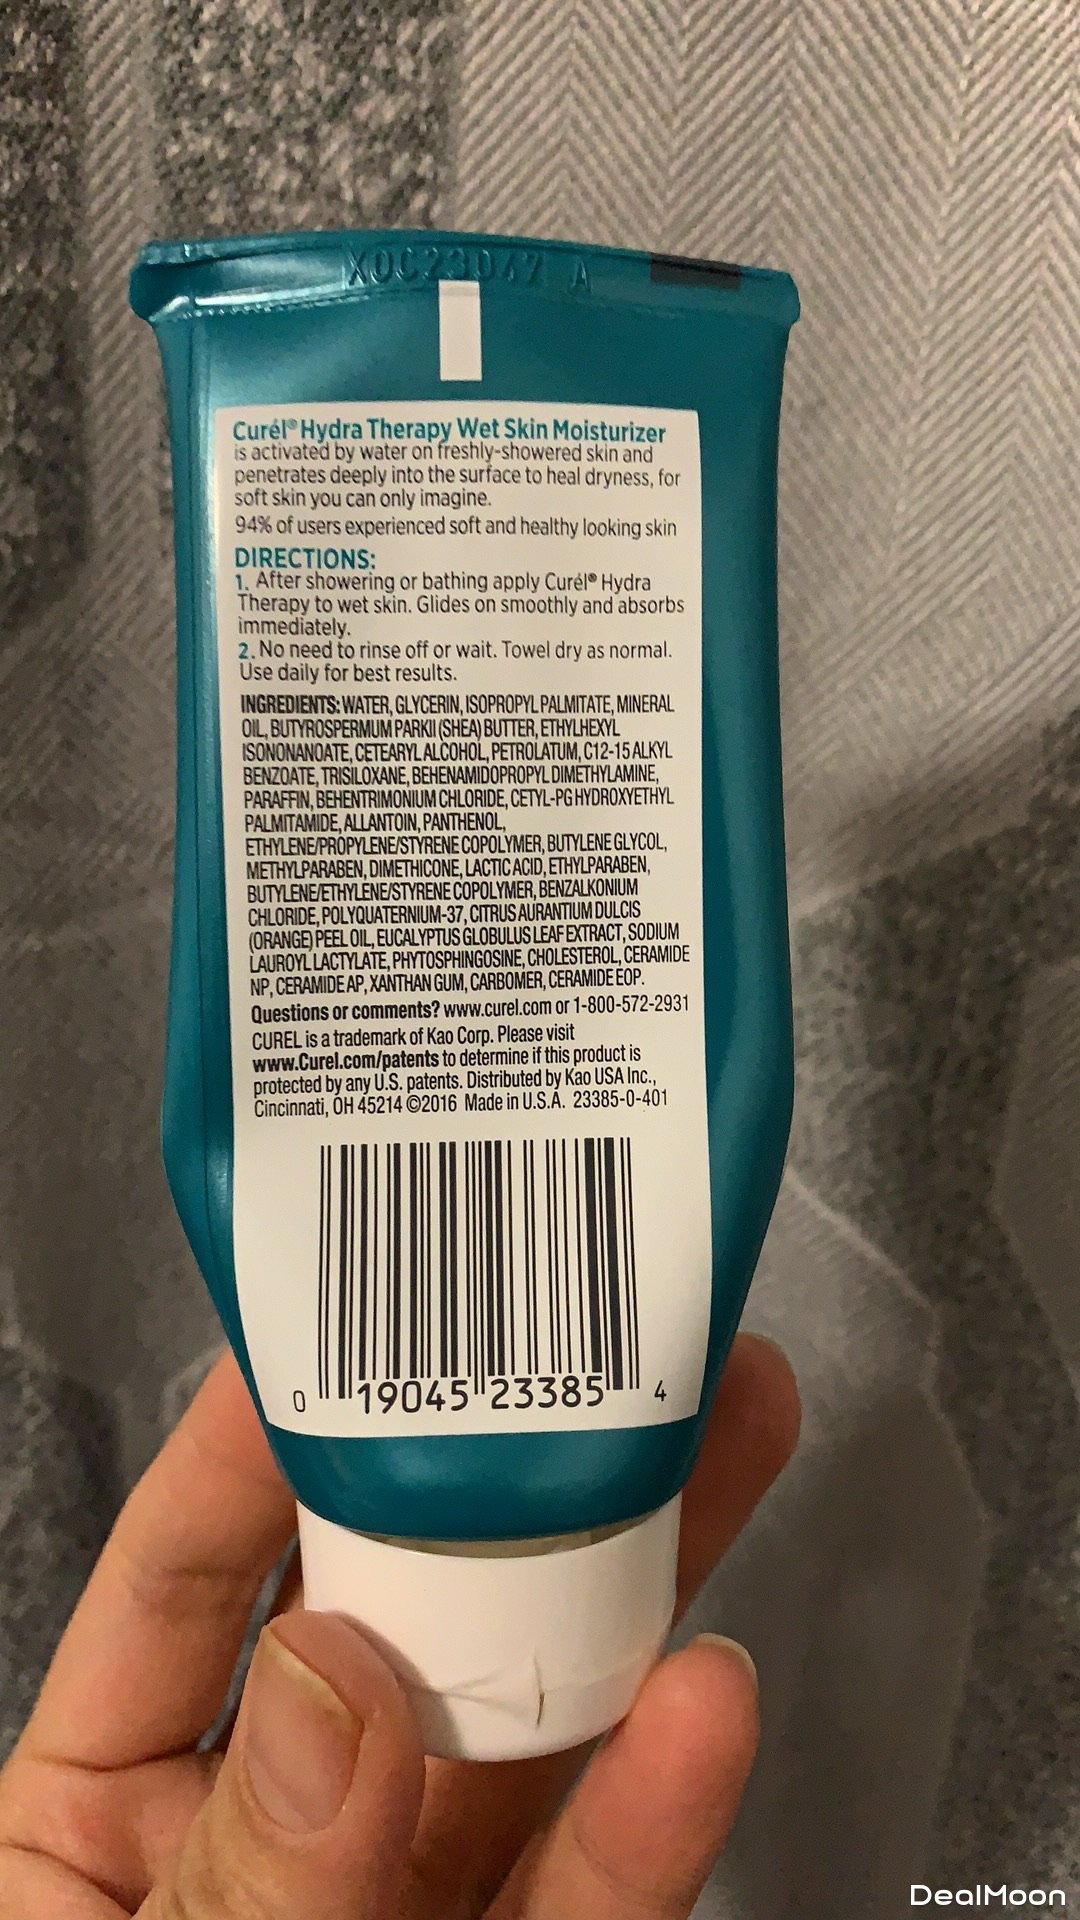 XOC23047 A
Curél® Hydra Therapy Wet Skin Moisturizer
is activated by water on freshly-showered skin and
penetrates deeply into the surface to heal dryness, for
soft skin you can only imagine.
94% of users experienced soft and healthy looking skin
DIRECTIONS:
1. After showering or bathing apply Curél® Hydra
Therapy to wet skin. Glides on smoothly and absorbs
immediately.
2. No need to rinse off or wait. Towel dry as normal.
Use daily for best results.
INGREDIENTS: WATER, GLYCERIN, ISOPROPYL PALMITATE, MINERAL
OIL, BUTYROSPERMUM PARKII (SHEA) BUTTER, ETHYLHEXYL
ISONONANOATE, CETEARYL ALCOHOL, PETROLATUM, C12-15 ALKYL
BENZOATE, TRISILOXANE, BEHENAMIDOPROPYL DIMETHYLAMINE,
PARAFFIN, BEHENTRIMONIUM CHLORIDE, CETYL-PG HYDROXYETHYL
PALMITAMIDE, ALLANTOIN, PANTHENOL,
ETHYLENE/PROPYLENE/STYRENE COPOLYMER, BUTYLENE GLYCOL,
METHYLPARABEN, DIMETHICONE, LACTIC ACID, ETHYLPARABEN,
BUTYLENE/ETHYLENE/STYRENE COPOLYMER, BENZALKONIUM
CHLORIDE, POLYQUATERNIUM-37, CITRUS AURANTIUM DULCIS
(ORANGE) PEEL OIL, EUCALYPTUS GLOBULUS LEAF EXTRACT, SODIUM
LAUROYL LACTYLATE, PHYTOSPHINGOSINE, CHOLESTEROL, CERAMIDE
NP, CERAMIDE AP, XANTHAN GUM, CARBOMER, CERAMIDE EOP.
Questions or comments? www.curel.com or 1-800-572-2931
CUREL is a trademark of Kao Corp. Please visit
www.Curel.com/patents to determine if this product is
protected by any U.S. patents. Distributed by Kao USA Inc.,
Cincinnati, OH 45214 ©2016 Made in U.S.A. 23385-0-401
0 19045 23385 4
DealMoon